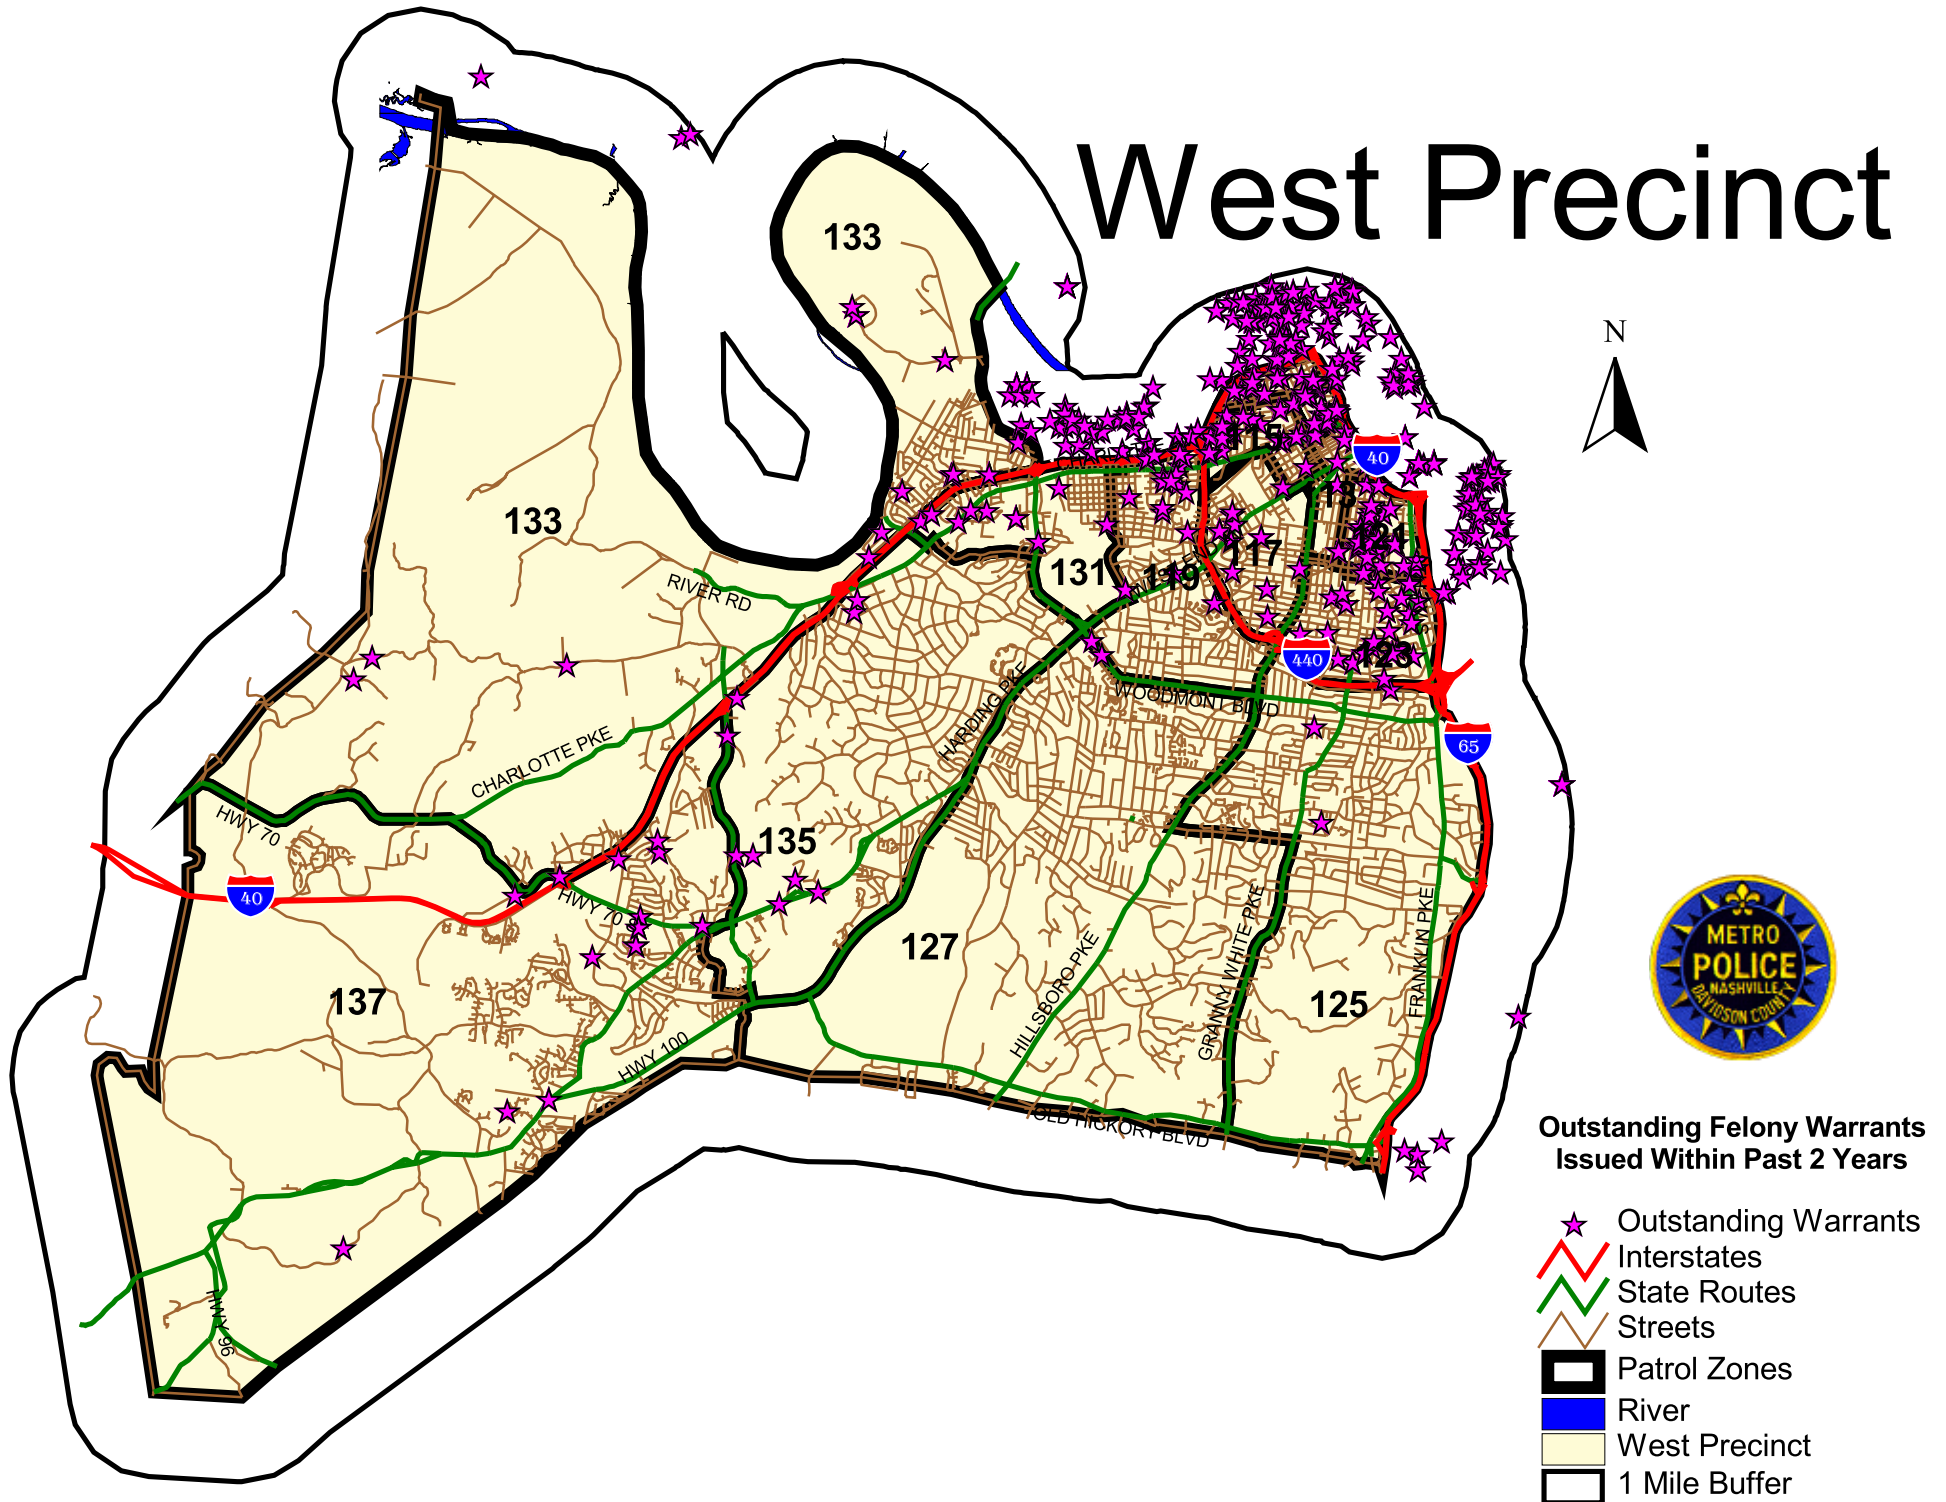 West Precinct
N
133
133
115
40
13
121
117
119
131
RIVER RD
123
440
WOODMONT BLVD
65
HARDING PKE
CHARLOTTE PKE
HWY 70
135
40
HWY 70
127
HILLSBORO PKE
GRANNY WHITE PKE
FRANKLIN PKE
125
137
HWY 100
OLD HICKORY BLVD
HWY 96
METRO
POLICE
NASHVILLE
DAVIDSON COUNTY
Outstanding Felony Warrants
Issued Within Past 2 Years
Outstanding Warrants
Interstates
State Routes
Streets
Patrol Zones
River
West Precinct
1 Mile Buffer